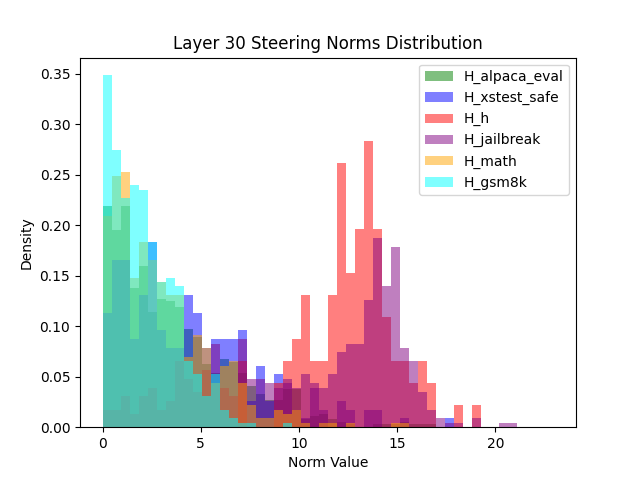 Layer 30 Steering Norms Distribution
0.35
0.30
0.25
0.20
0.15
0.10
0.05
0.00
Density
H_alpaca_eval
H_xstest_safe
H_h
H_jailbreak
H_math
H_gsm8k
0 5 10 15 20
Norm Value